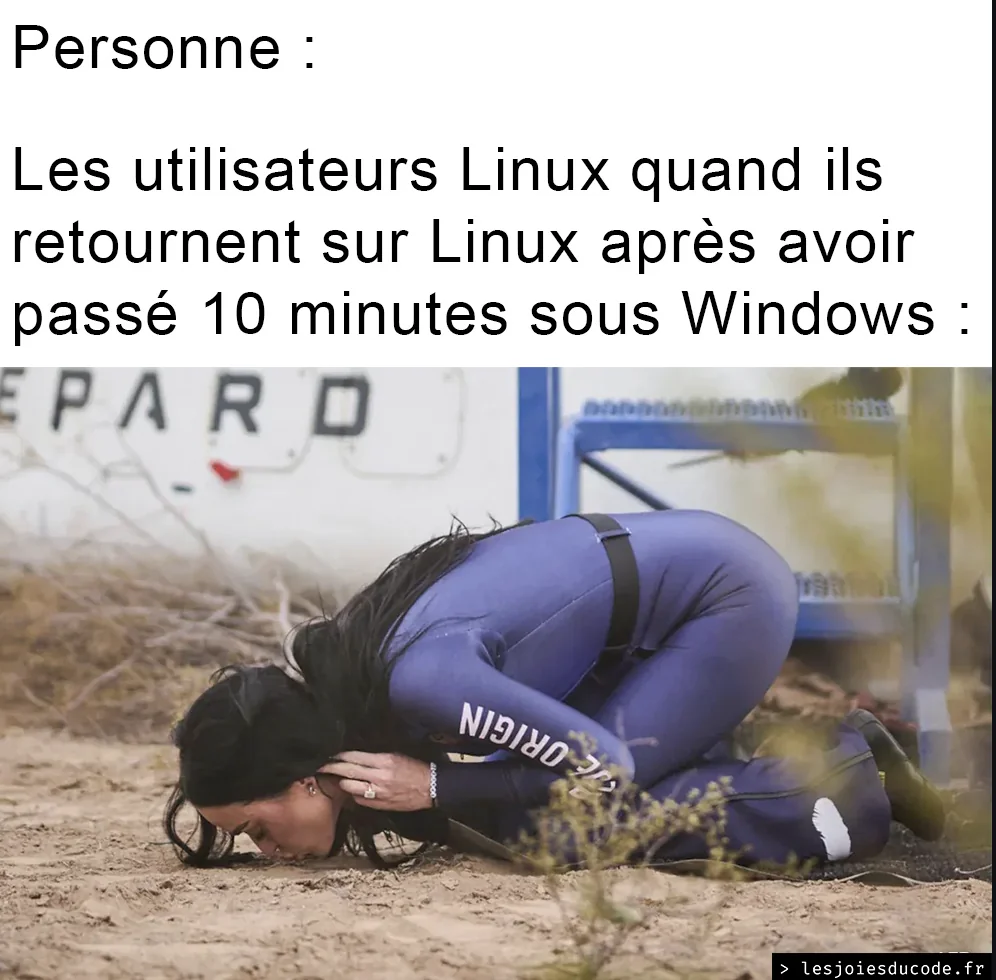 Personne :
Les utilisateurs Linux quand ils
retournent sur Linux après avoir
passé 10 minutes sous Windows :
EPARD
UE ORIGIN
> lesjoiesducode.fr